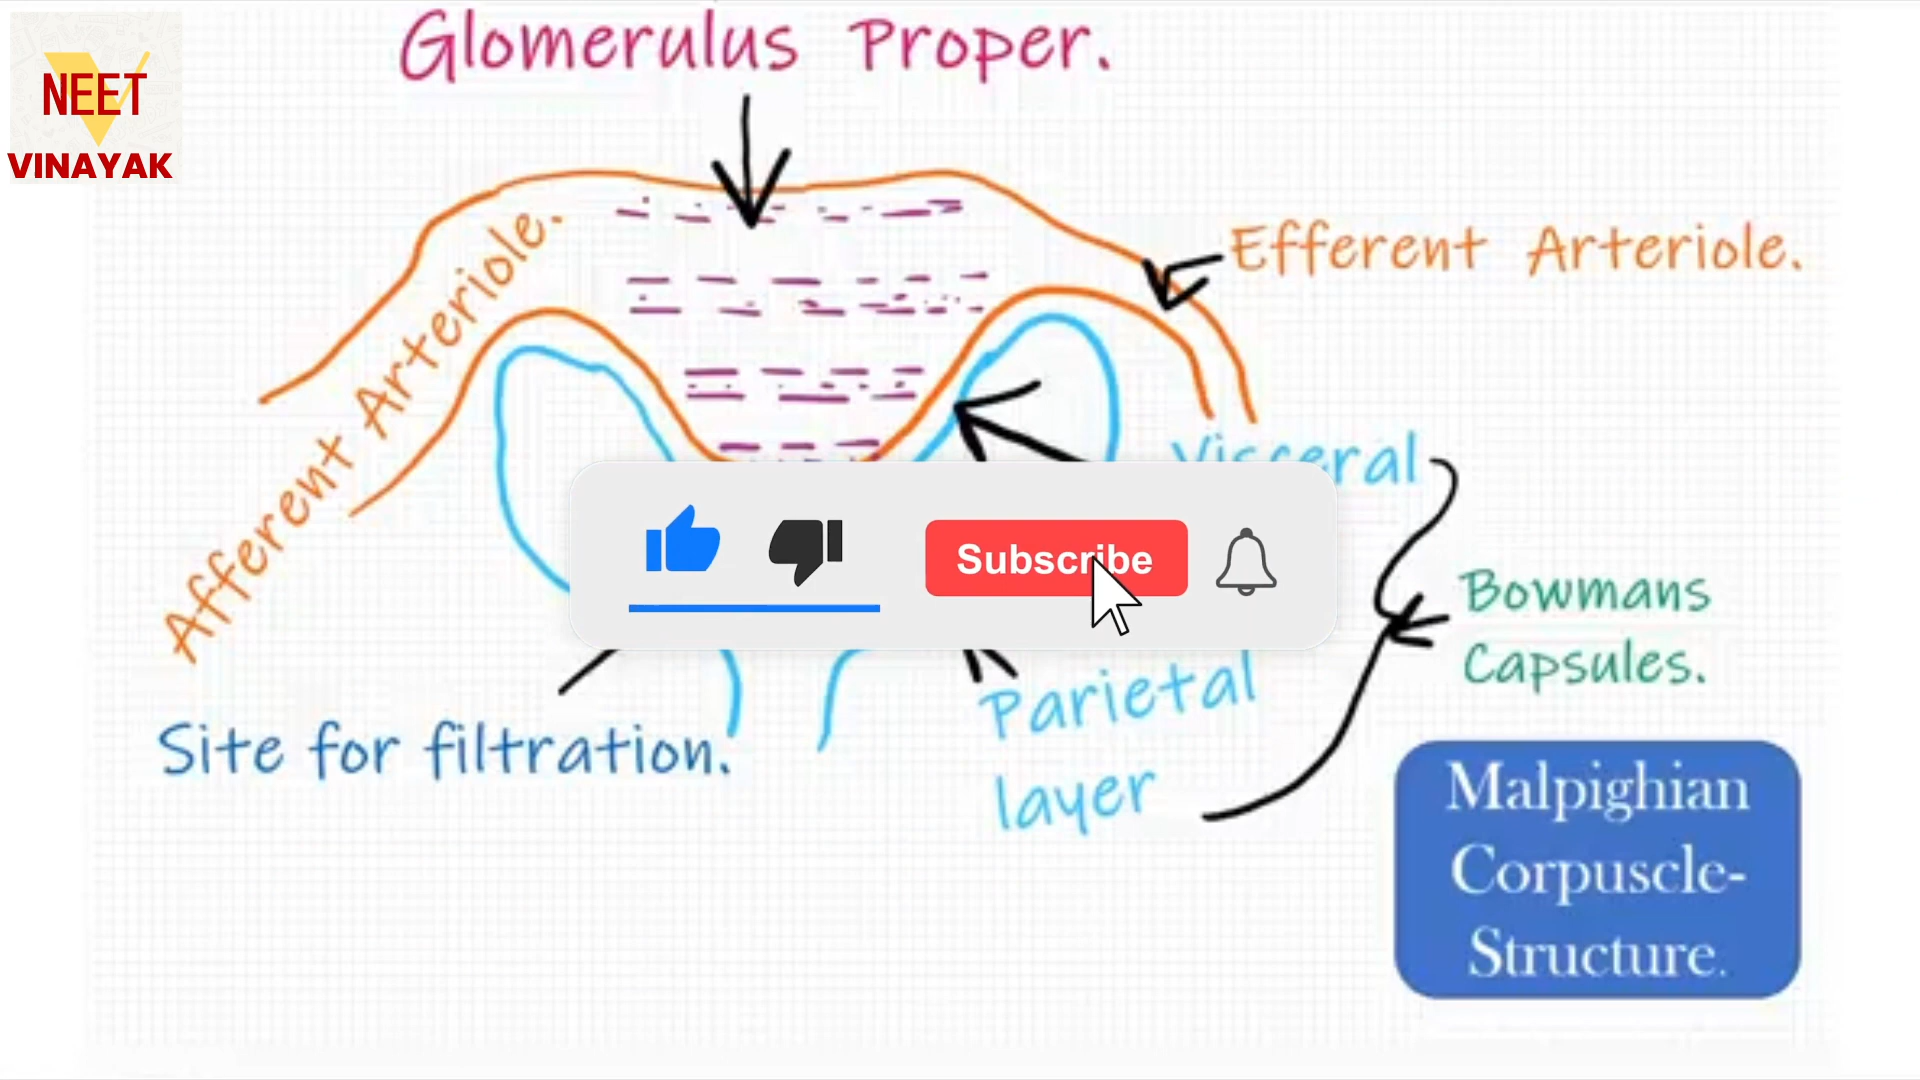 Glomerulus Proper.
NEET
VINAYAK
Afferent Arteriole.
Efferent Arteriole.
Visceral
Subscribe
Bowmans
Capsules.
Parietal
layer
Site for filtration.
Malpighian
Corpuscle-
Structure.